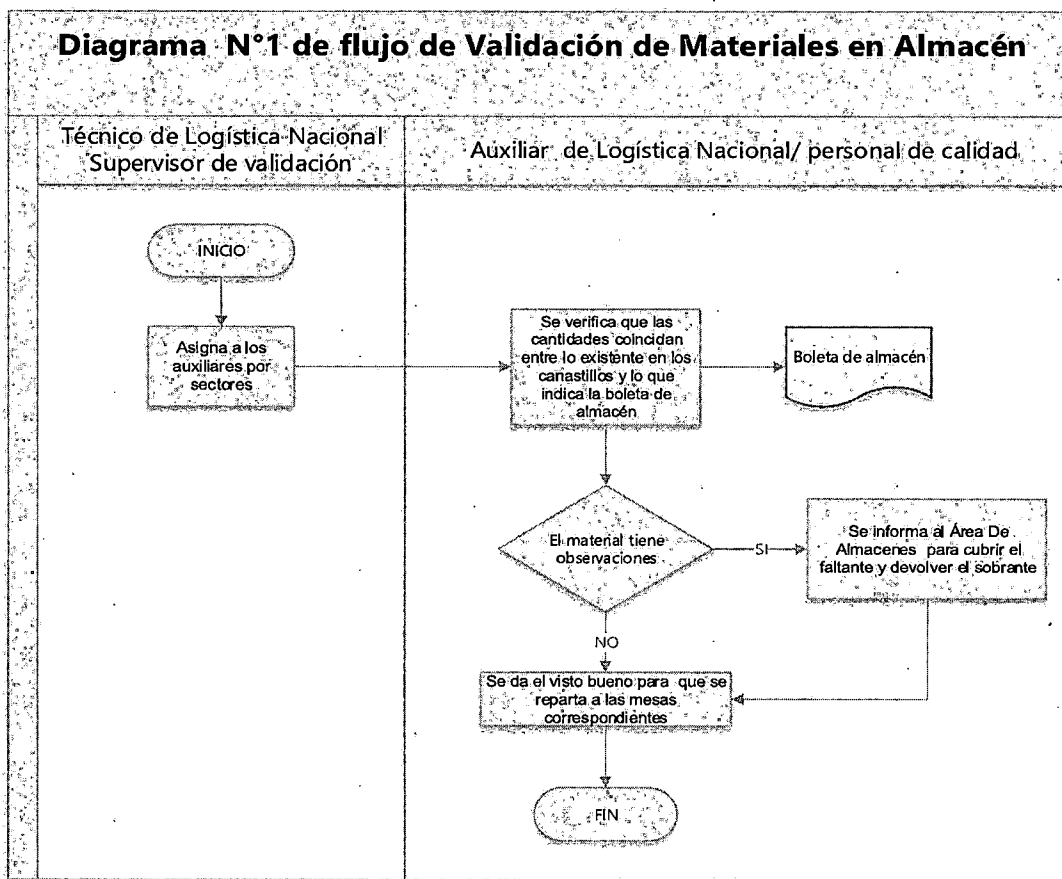 Diagrama N°1 de flujo de Validación de Materiales en Almacén
Técnico de Logística Nacional
Supervisor de validación
Auxiliar de Logística Nacional/ personal de calidad
INICIO
Asigna a los
auxiliares por
sectores
Se verifica que las
cantidades coincidan
entre lo existente en los
canastillos y lo que
indica la boleta de
almacén
Boleta de almacén
El material tiene
observaciones
SI
Se informa al Área De
Almacenes para cubrir el
faltante y devolver el sobrante
NO
Se da el visto bueno para que se
reparta a las mesas
correspondientes
FIN